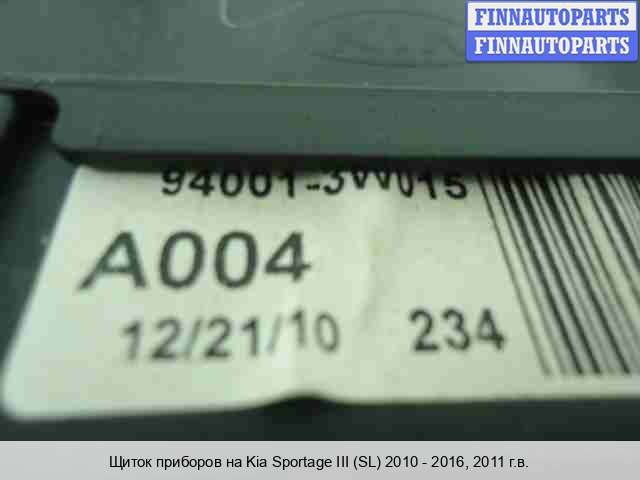 FINNAUTOPARTS
FINNAUTOPARTS
94001-3W015
A004
12/21/10 234
Щиток приборов на Kia Sportage III (SL) 2010 - 2016, 2011 г.в.